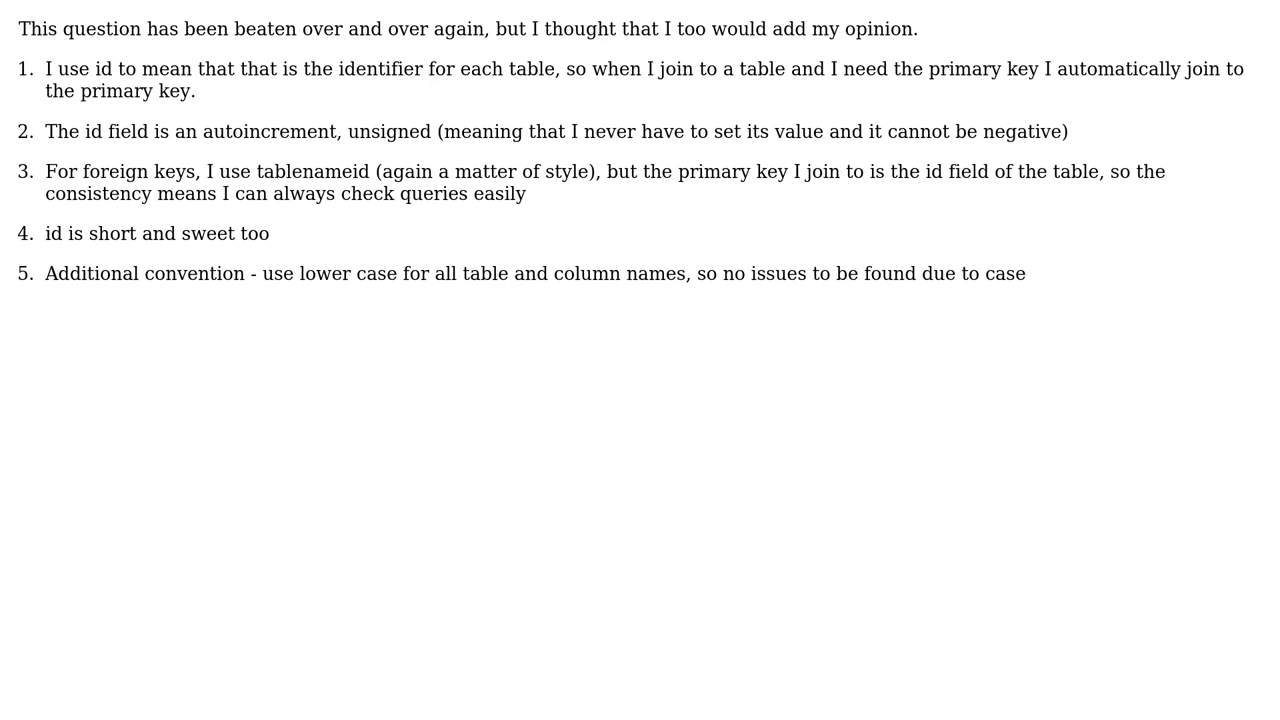 This question has been beaten over and over again, but I thought that I too would add my opinion.
1. I use id to mean that that is the identifier for each table, so when I join to a table and I need the primary key I automatically join to
the primary key.
2. The id field is an autoincrement, unsigned (meaning that I never have to set its value and it cannot be negative)
3. For foreign keys, I use tablenameid (again a matter of style), but the primary key I join to is the id field of the table, so the
consistency means I can always check queries easily
4. id is short and sweet too
5. Additional convention - use lower case for all table and column names, so no issues to be found due to case